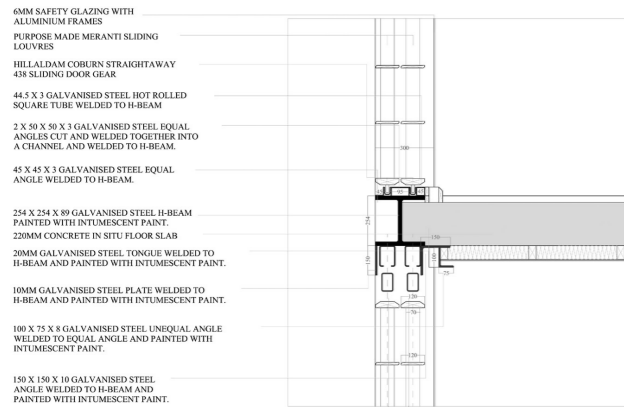 6MM SAFETY GLAZING WITH
ALUMINIUM FRAMES
PURPOSE MADE MERANTI SLIDING
LOUVRES
HILLALDAM COBURN STRAIGHTAWAY
438 SLIDING DOOR GEAR
44.5 X 3 GALVANISED STEEL HOT ROLLED
SQUARE TUBE WELDED TO H-BEAM
2 X 50 X 50 X 3 GALVANISED STEEL EQUAL
ANGLES CUT AND WELDED TOGETHER INTO
A CHANNEL AND WELDED TO H-BEAM.
45 X 45 X 3 GALVANISED STEEL EQUAL
ANGLE WELDED TO H-BEAM.
254 X 254 X 89 GALVANISED STEEL H-BEAM
PAINTED WITH INTUMESCENT PAINT.
220MM CONCRETE IN SITU FLOOR SLAB
20MM GALVANISED STEEL TONGUE WELDED TO
H-BEAM AND PAINTED WITH INTUMESCENT PAINT.
10MM GALVANISED STEEL PLATE WELDED TO
H-BEAM AND PAINTED WITH INTUMESCENT PAINT.
100 X 75 X 8 GALVANISED STEEL UNEQUAL ANGLE
WELDED TO EQUAL ANGLE AND PAINTED WITH
INTUMESCENT PAINT.
150 X 150 X 10 GALVANISED STEEL
ANGLE WELDED TO H-BEAM AND
PAINTED WITH INTUMESCENT PAINT.
300
45 95 45
254
150
150
100
75
120
70
120